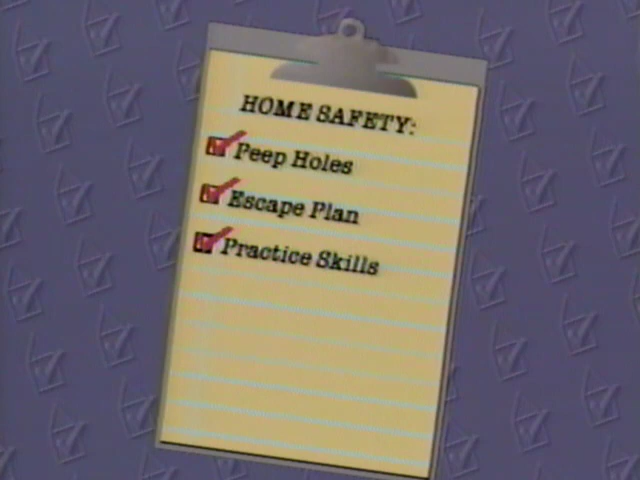 HOME SAFETY:
Peep Holes
Escape Plan
Practice Skills